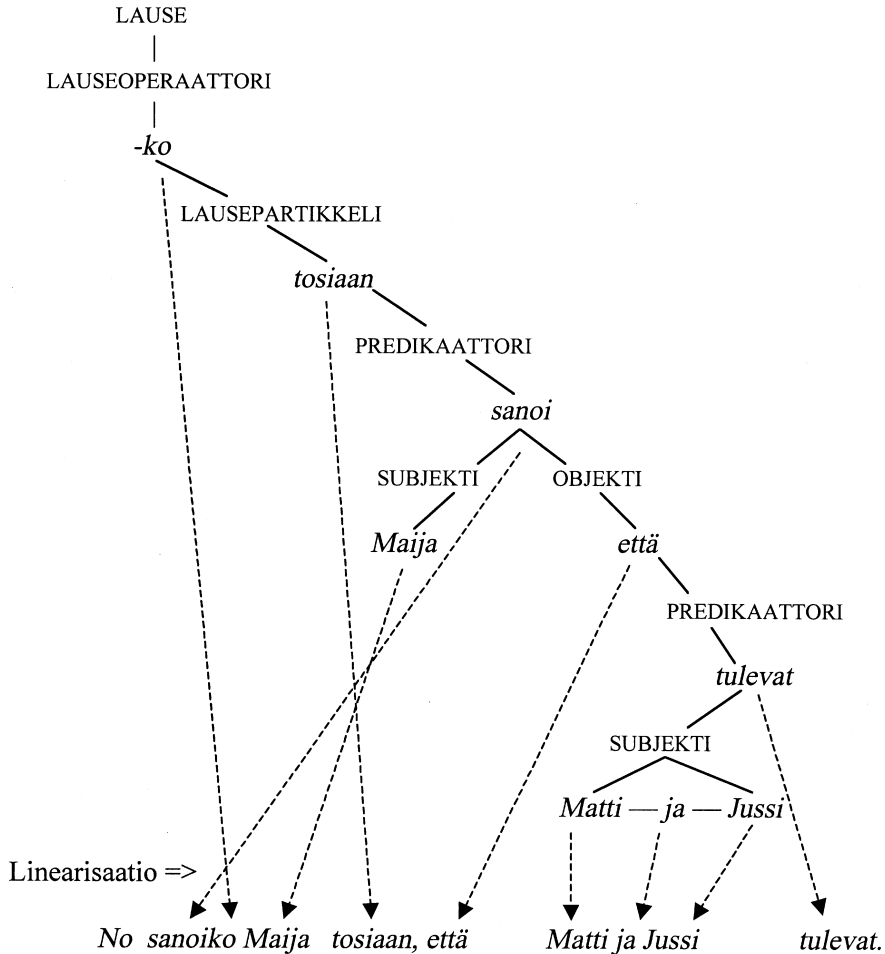 LAUSE
LAUSEOPERAATTORI
-ko
LAUSEPARTIKKELI
tosiaan
PREDIKAATTORI
sanoi
SUBJEKTI OBJEKTI
Maija että
PREDIKAATTORI
tulevat
SUBJEKTI
Matti — ja — Jussi
Linearisaatio =>
No sanoiko Maija tosiaan, että Matti ja Jussi tulevat.